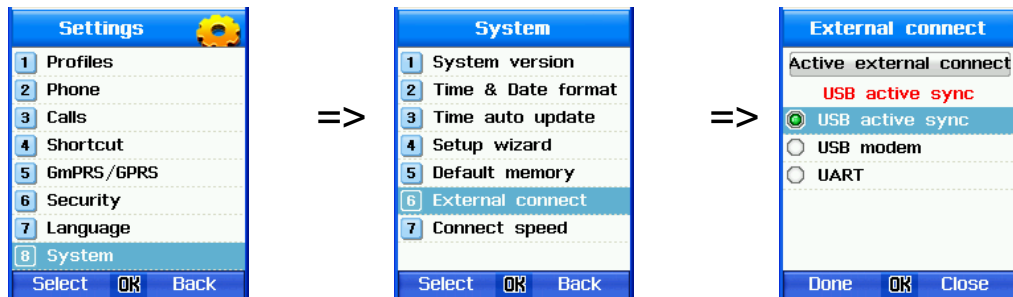 Settings
1 Profiles
2 Phone
3 Calls
4 Shortcut
5 GmPRS/GPRS
6 Security
7 Language
8 System
Select OK Back
=>
System
1 System version
2 Time & Date format
3 Time auto update
4 Setup wizard
5 Default memory
6 External connect
7 Connect speed
Select OK Back
=>
External connect
Active external connect
USB active sync
USB active sync
USB modem
UART
Done OK Close